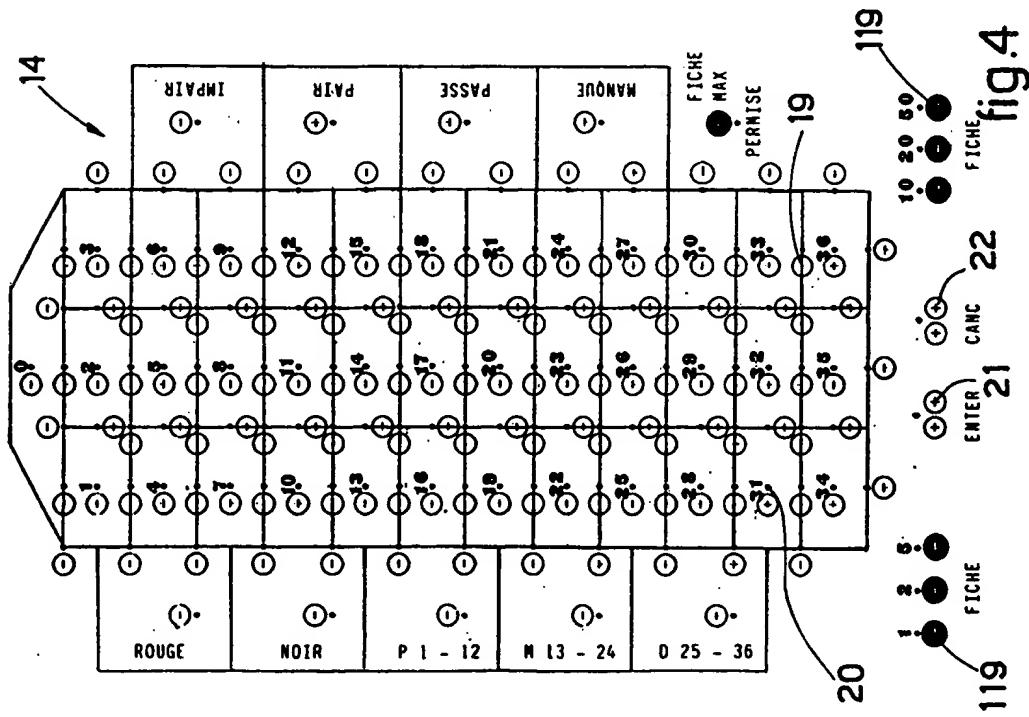 14
0
1 2 3
4 5 6
7 8 9
10 11 12
13 14 15
16 17 18
19 20 21
22 23 24
25 26 27
28 29 30
31 32 33
34 35 36
ROUGE
NOIR
P 1 - 12
M 13 - 24
D 25 - 36
IMPAIR
PAIR
PASSE
MANQUE
FICHE
MAX
PERMISE
19
20
1 2 5
FICHE
119
ENTER
21
CANC
22
10 20 50
FICHE
119
fig.4